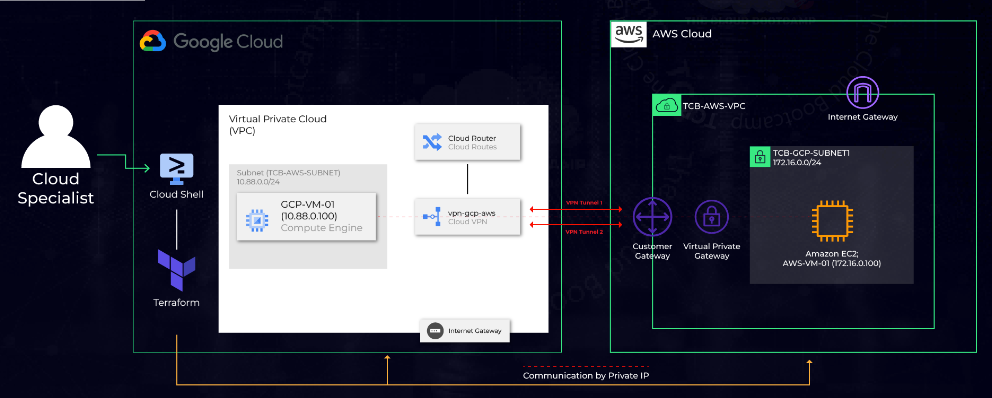 Google Cloud
aws
AWS Cloud
Virtual Private Cloud
(VPC)
Cloud Router
Cloud Routes
Subnet (TCB-AWS-SUBNET)
10.88.0.0/24
GCP-VM-01
(10.88.0.100)
Compute Engine
vpn-gcp-aws
Cloud VPN
Internet Gateway
Cloud
Specialist
Cloud Shell
Terraform
VPN Tunnel 1
VPN Tunnel 2
TCB-AWS-VPC
Internet Gateway
TCB-GCP-SUBNET1
172.16.0.0/24
Customer
Gateway
Virtual Private
Gateway
Amazon EC2;
AWS-VM-01 (172.16.0.100)
Communication by Private IP
The Cloud Bootcamp